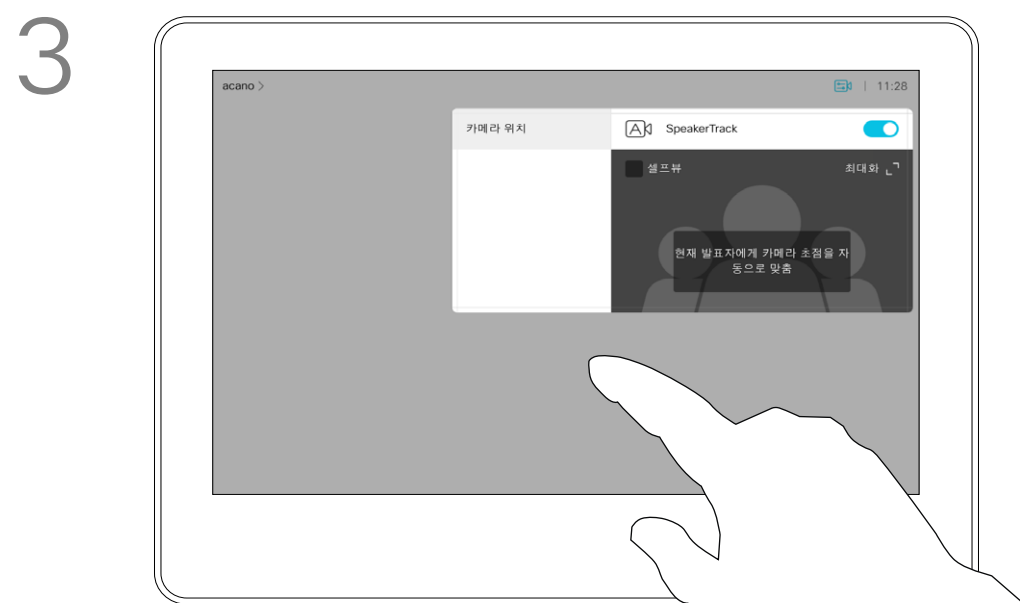 3
acano >
11:28
카메라 위치
SpeakerTrack
셀프뷰
최대화
현재 발표자에게 카메라 초점을 자
동으로 맞춤